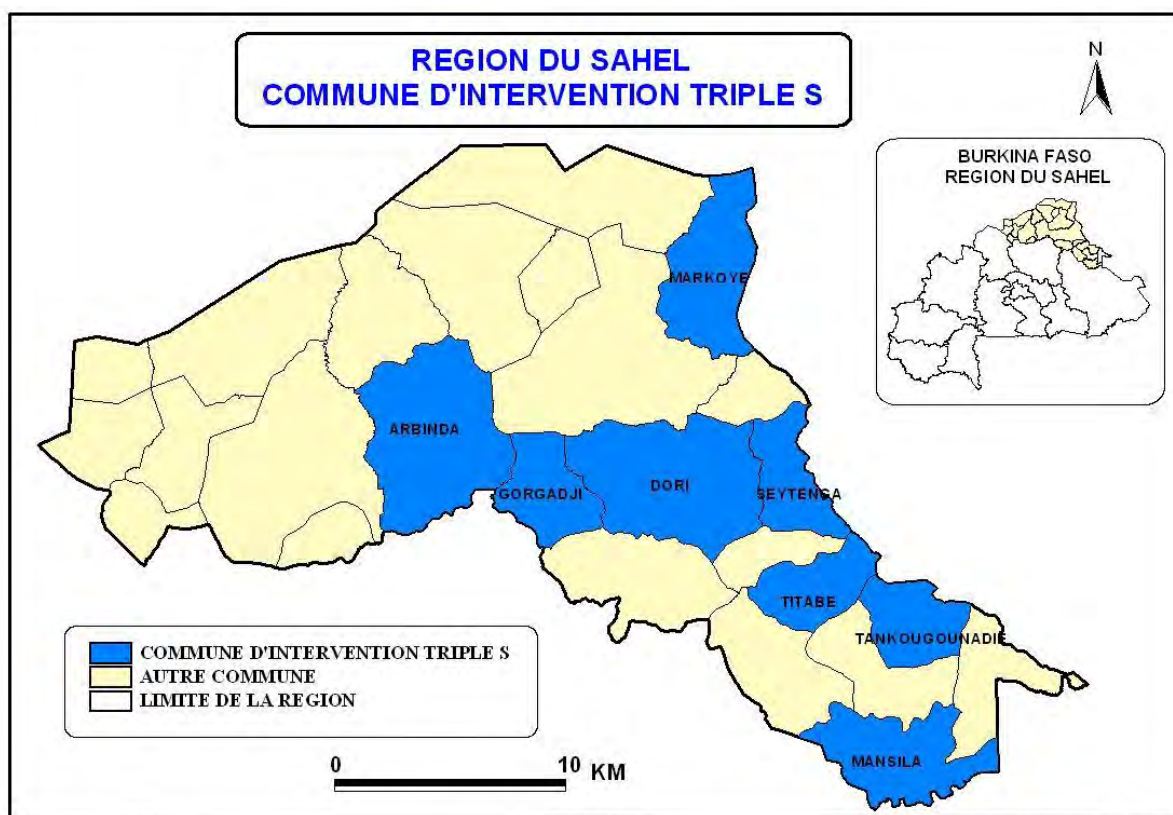 REGION DU SAHEL
COMMUNE D'INTERVENTION TRIPLE S
N
BURKINA FASO
REGION DU SAHEL
MARKOYE
ARBINDA
GORGADJI
DORI
SEYTENGA
TITABE
TANKOUGOUNADIE
MANSILA
COMMUNE D'INTERVENTION TRIPLE S
AUTRE COMMUNE
LIMITE DE LA REGION
0 10 KM